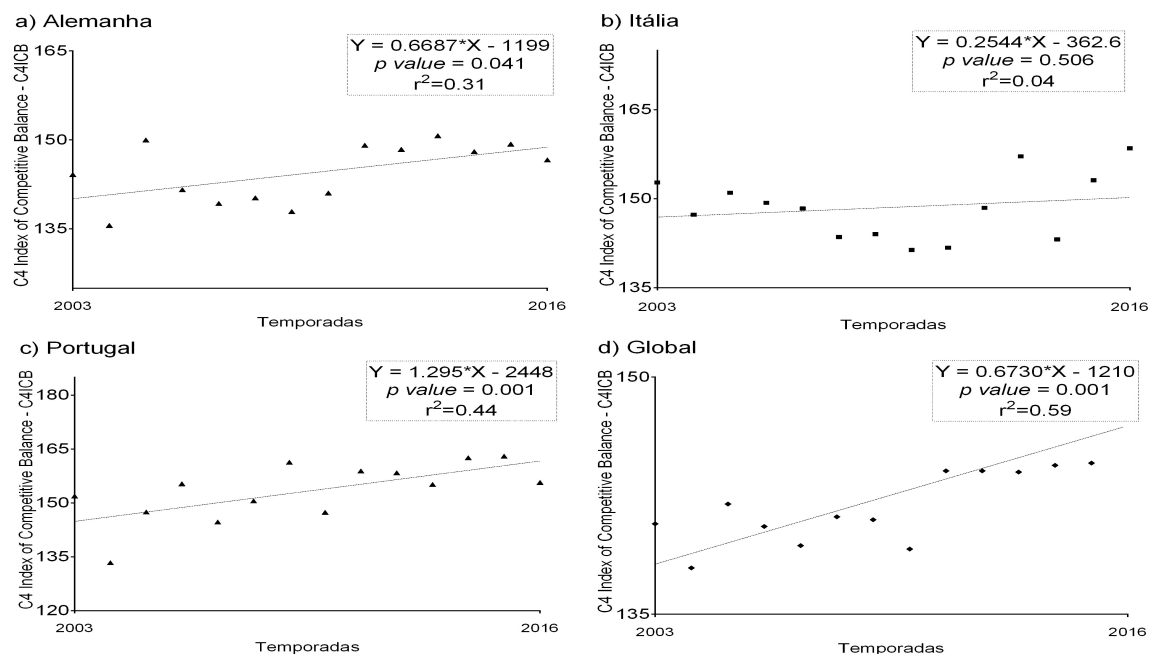 a) Alemanha
Y = 0.6687*X - 1199
p value = 0.041
r²=0.31
C4 Index of Competitive Balance - C4ICB
165
150
135
2003
2016
Temporadas
b) Itália
Y = 0.2544*X - 362.6
p value = 0.506
r²=0.04
C4 Index of Competitive Balance - C4ICB
165
150
135
2003
2016
Temporadas
c) Portugal
Y = 1.295*X - 2448
p value = 0.001
r²=0.44
C4 Index of Competitive Balance - C4ICB
180
165
150
135
120
2003
2016
Temporadas
d) Global
Y = 0.6730*X - 1210
p value = 0.001
r²=0.59
C4 Index of Competitive Balance - C4ICB
150
135
2003
2016
Temporadas